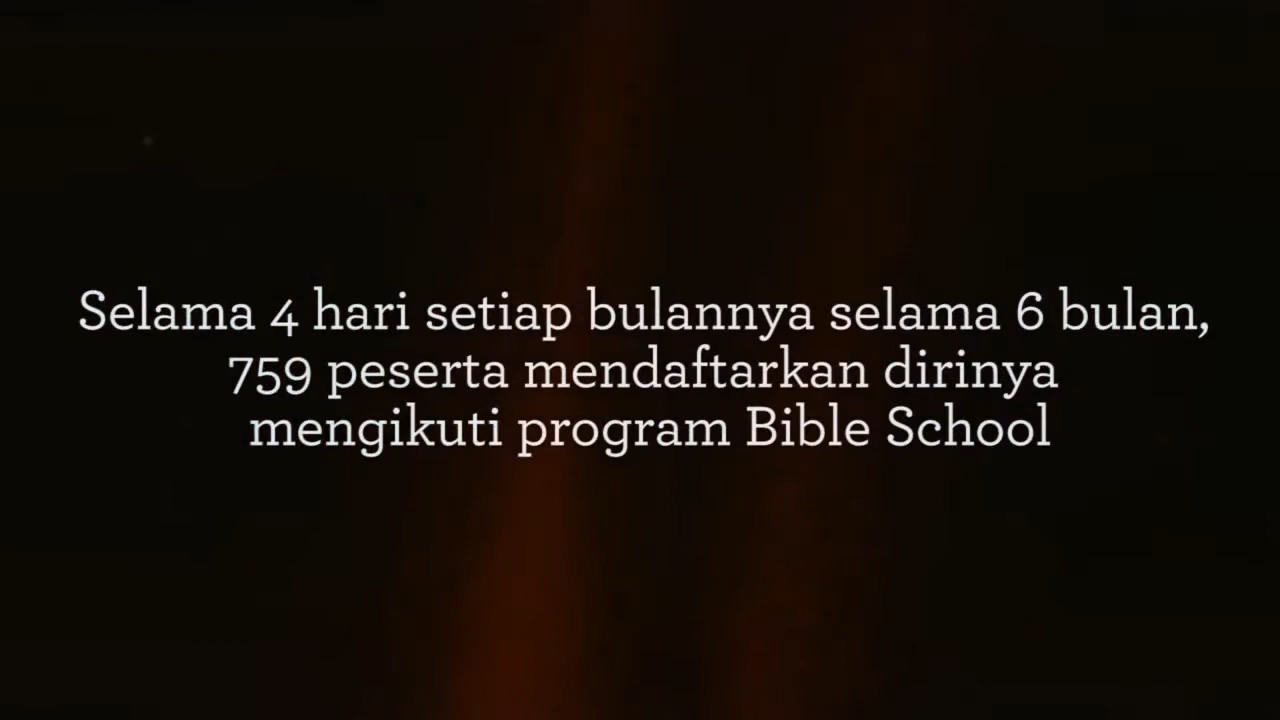 Selama 4 hari setiap bulannya selama 6 bulan,
759 peserta mendaftarkan dirinya
mengikuti program Bible School